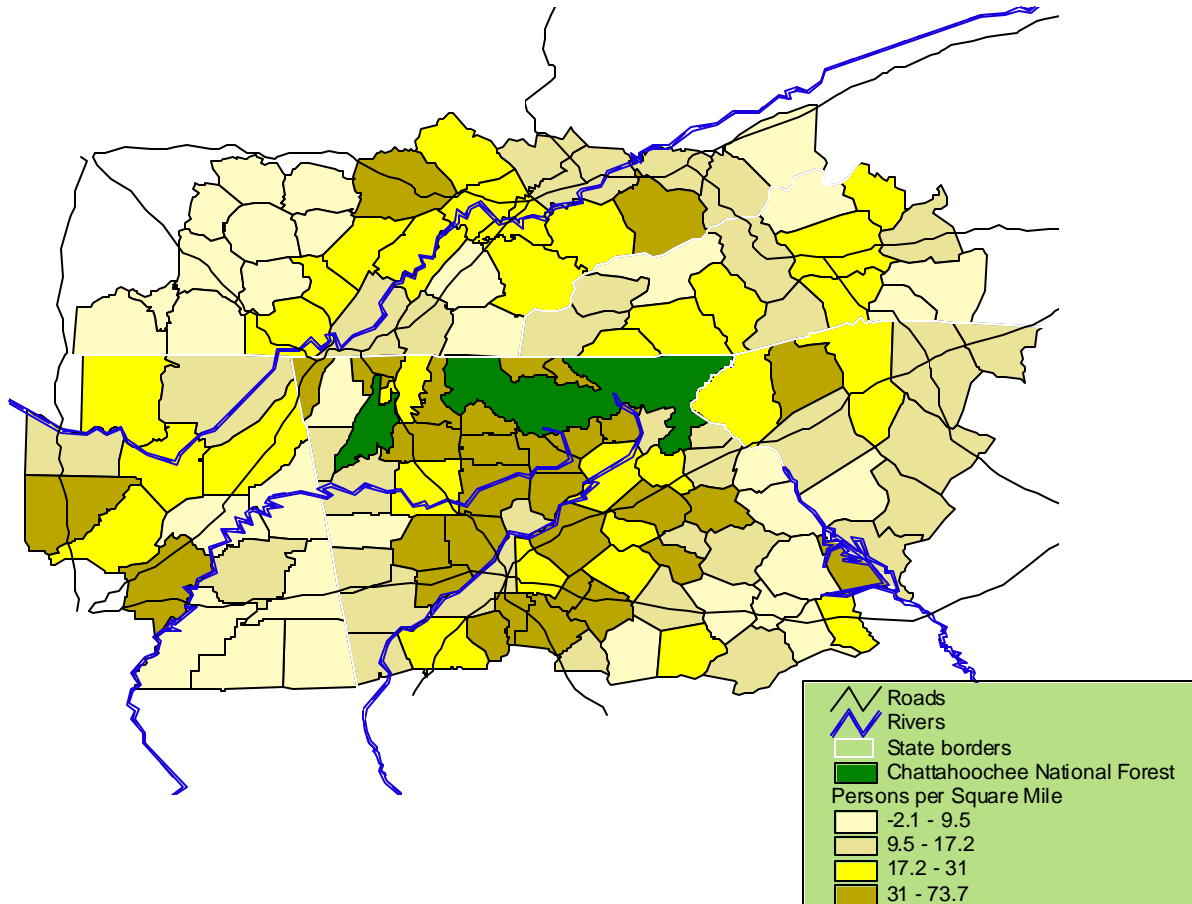 Roads
Rivers
State borders
Chattahoochee National Forest
Persons per Square Mile
-2.1 - 9.5
9.5 - 17.2
17.2 - 31
31 - 73.7